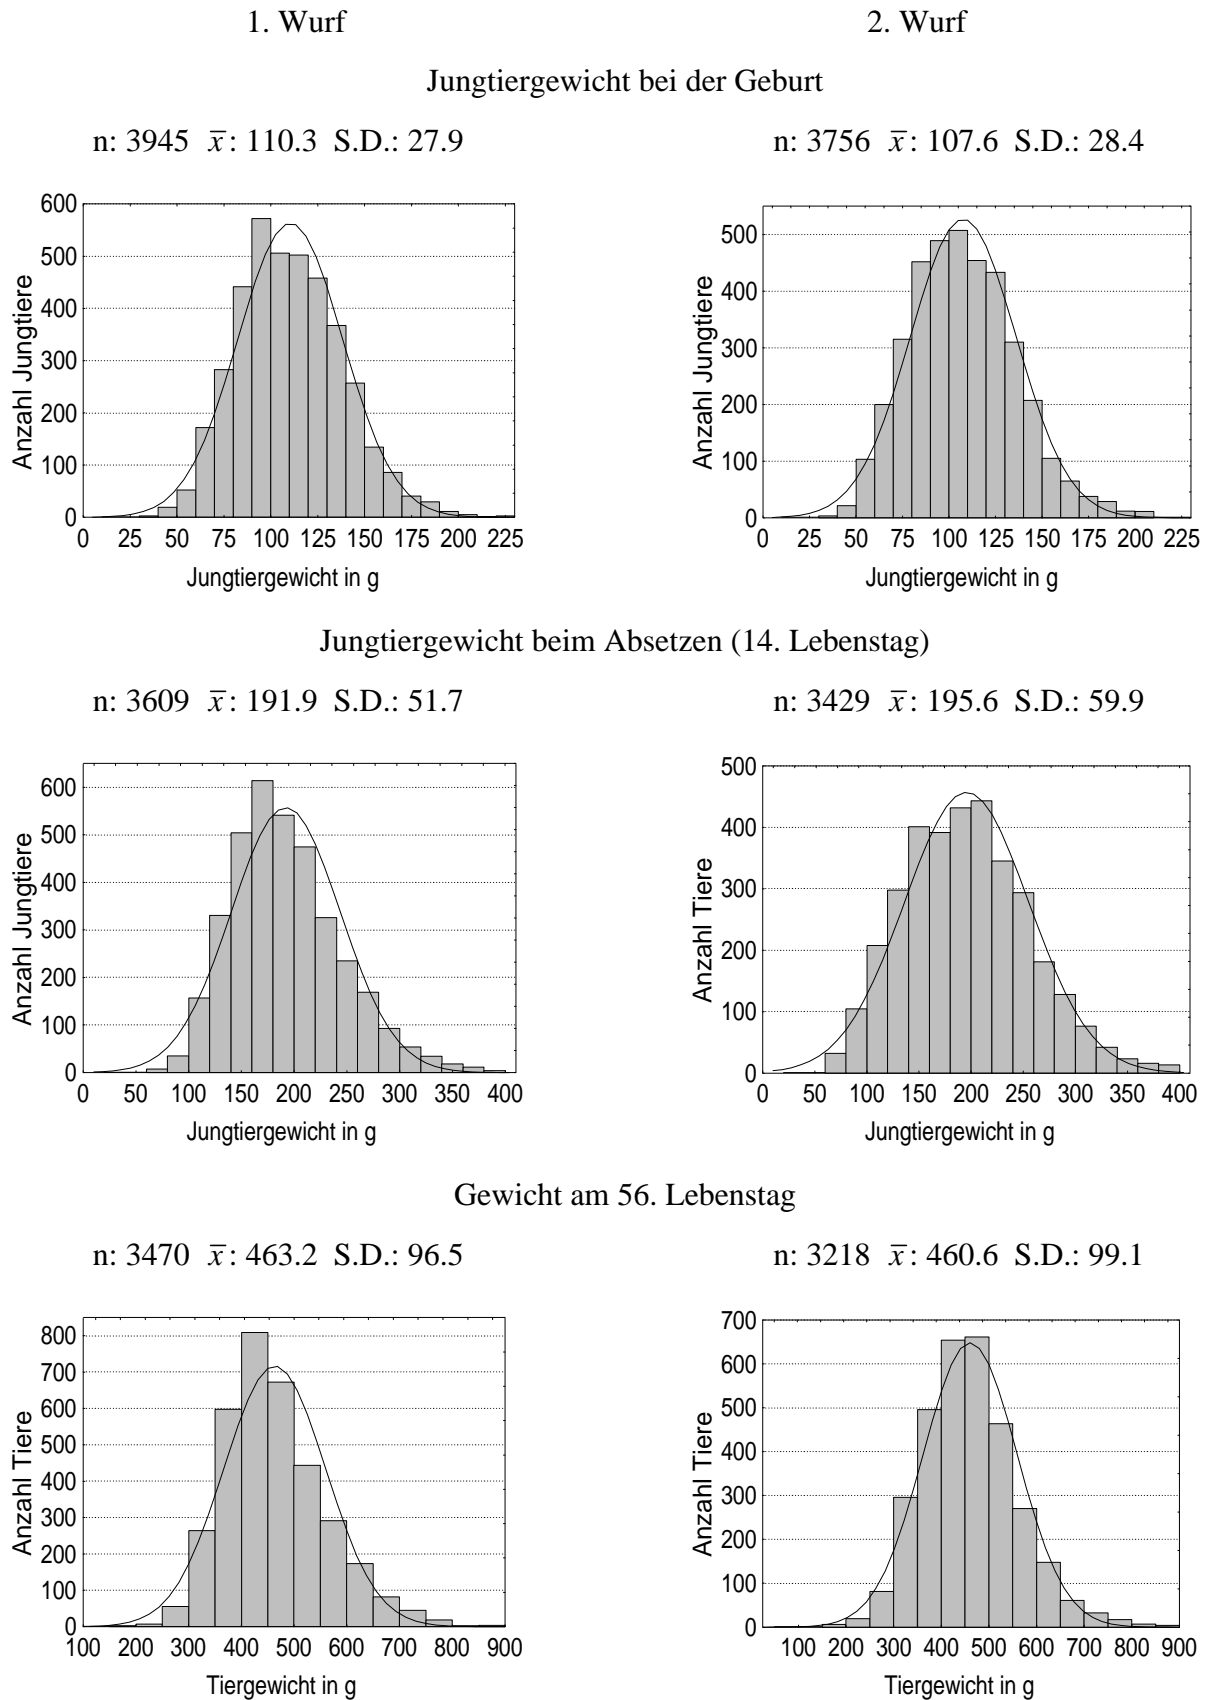 1. Wurf 2. Wurf
Jungtiergewicht bei der Geburt
n: 3945 x̅: 110.3 S.D.: 27.9 n: 3756 x̅: 107.6 S.D.: 28.4
600
500
400
300
200
100
0
Anzahl Jungtiere
0 25 50 75 100 125 150 175 200 225
Jungtiergewicht in g
500
400
300
200
100
0
Anzahl Jungtiere
0 25 50 75 100 125 150 175 200 225
Jungtiergewicht in g
Jungtiergewicht beim Absetzen (14. Lebenstag)
n: 3609 x̅: 191.9 S.D.: 51.7 n: 3429 x̅: 195.6 S.D.: 59.9
600
500
400
300
200
100
0
Anzahl Jungtiere
0 50 100 150 200 250 300 350 400
Jungtiergewicht in g
500
400
300
200
100
0
Anzahl Tiere
0 50 100 150 200 250 300 350 400
Jungtiergewicht in g
Gewicht am 56. Lebenstag
n: 3470 x̅: 463.2 S.D.: 96.5 n: 3218 x̅: 460.6 S.D.: 99.1
800
700
600
500
400
300
200
100
0
Anzahl Tiere
100 200 300 400 500 600 700 800 900
Tiergewicht in g
700
600
500
400
300
200
100
0
Anzahl Tiere
100 200 300 400 500 600 700 800 900
Tiergewicht in g